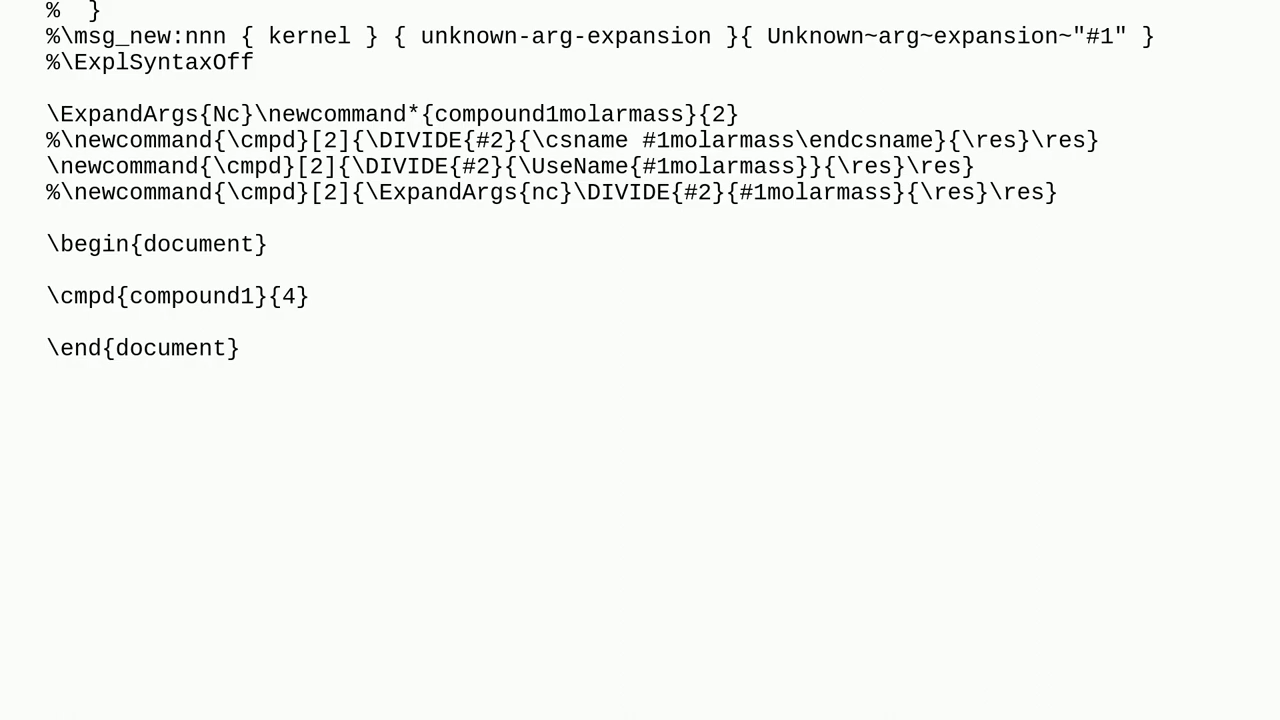 %  }
%\msg_new:nnn { kernel } { unknown-arg-expansion }{ Unknown~arg~expansion~"#1" }
%\ExplSyntaxOff
\ExpandArgs{Nc}\newcommand*{compound1molarmass}{2}
%\newcommand{\cmpd}[2]{\DIVIDE{#2}{\csname #1molarmass\endcsname}{\res}\res}
\newcommand{\cmpd}[2]{\DIVIDE{#2}{\UseName{#1molarmass}}{\res}\res}
%\newcommand{\cmpd}[2]{\ExpandArgs{nc}\DIVIDE{#2}{#1molarmass}{\res}\res}
\begin{document}
\cmpd{compound1}{4}
\end{document}